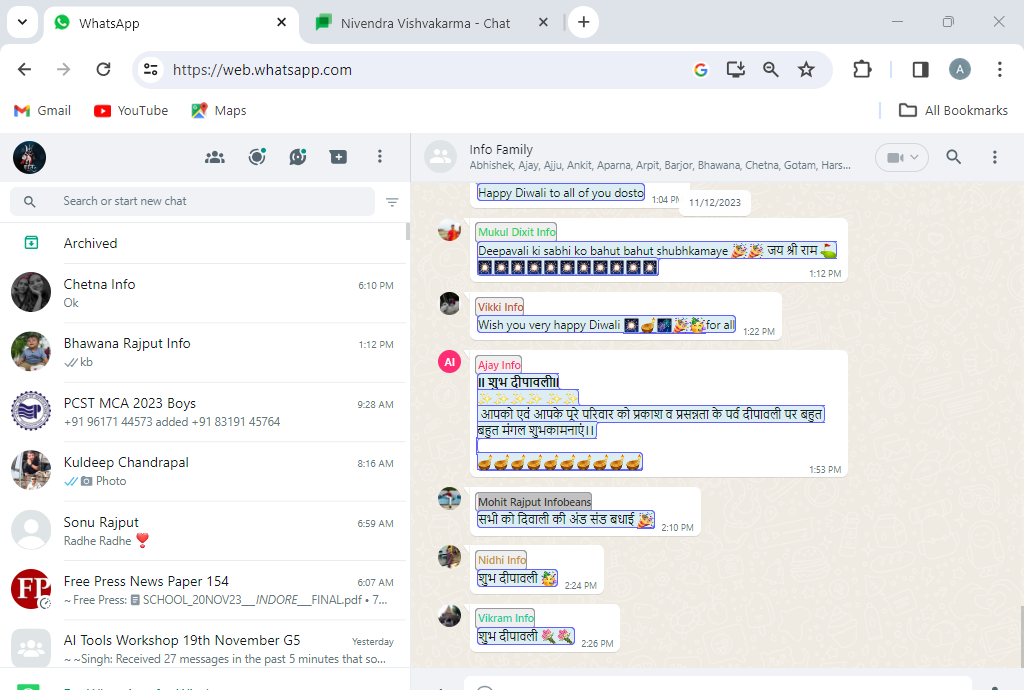 WhatsApp
Nivendra Vishvakarma - Chat
https://web.whatsapp.com
A
Gmail
YouTube
Maps
All Bookmarks
Search or start new chat
Archived
Chetna Info
6:10 PM
Ok
Bhawana Rajput Info
1:12 PM
kb
PCST MCA 2023 Boys
9:28 AM
+91 96171 44573 added +91 83191 45764
Kuldeep Chandrapal
8:16 AM
Photo
Sonu Rajput
6:59 AM
Radhe Radhe ❣️
FP
Free Press News Paper 154
6:07 AM
~ Free Press: SCHOOL_20NOV23__INDORE__FINAL.pdf • 7...
AI Tools Workshop 19th November G5
Yesterday
~ ~Singh: Received 27 messages in the past 5 minutes that so...
Info Family
Abhishek, Ajay, Ajju, Ankit, Aparna, Arpit, Barjor, Bhawana, Chetna, Gotam, Hars...
Happy Diwali to all of you dosto
1:04 PM
11/12/2023
Mukul Dixit Info
Deepavali ki sabhi ko bahut bahut shubhkamaye 🎉🎉 जय श्री राम ⛳
🎆🎆🎆🎆🎆🎆🎆🎆🎆🎆🎆
1:12 PM
Vikki Info
Wish you very happy Diwali 🎆🪔🎆🎉🥰for all
1:22 PM
AI
Ajay Info
॥ शुभ दीपावली॥
✨✨✨✨✨✨
आपको एवं आपके पूरे परिवार को प्रकाश व प्रसन्नता के पर्व दीपावली पर बहुत
बहुत मंगल शुभकामनाएं।।
🪔🪔🪔🪔🪔🪔🪔🪔🪔🪔
1:53 PM
Mohit Rajput Infobeans
सभी को दिवाली की अंड संड बधाई 🎉
2:10 PM
Nidhi Info
शुभ दीपावली 🥰
2:24 PM
Vikram Info
शुभ दीपावली 🌷🌷
2:26 PM